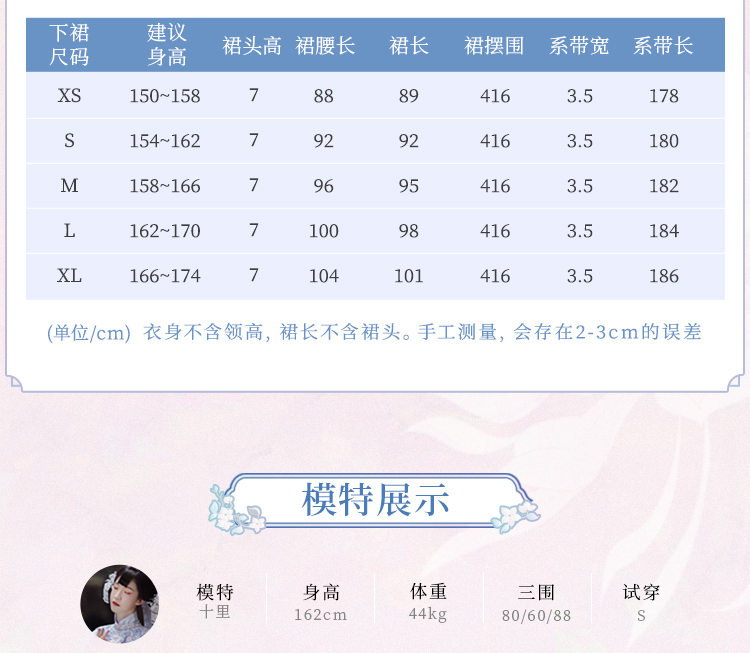 下裙尺码 建议身高 裙头高 裙腰长 裙长 裙摆围 系带宽 系带长
XS 150~158 7 88 89 416 3.5 178
S 154~162 7 92 92 416 3.5 180
M 158~166 7 96 95 416 3.5 182
L 162~170 7 100 98 416 3.5 184
XL 166~174 7 104 101 416 3.5 186
(单位/cm) 衣身不含领高, 裙长不含裙头。手工测量, 会存在2-3cm的误差
模特展示
模特 身高 体重 三围 试穿
十里 162cm 44kg 80/60/88 S